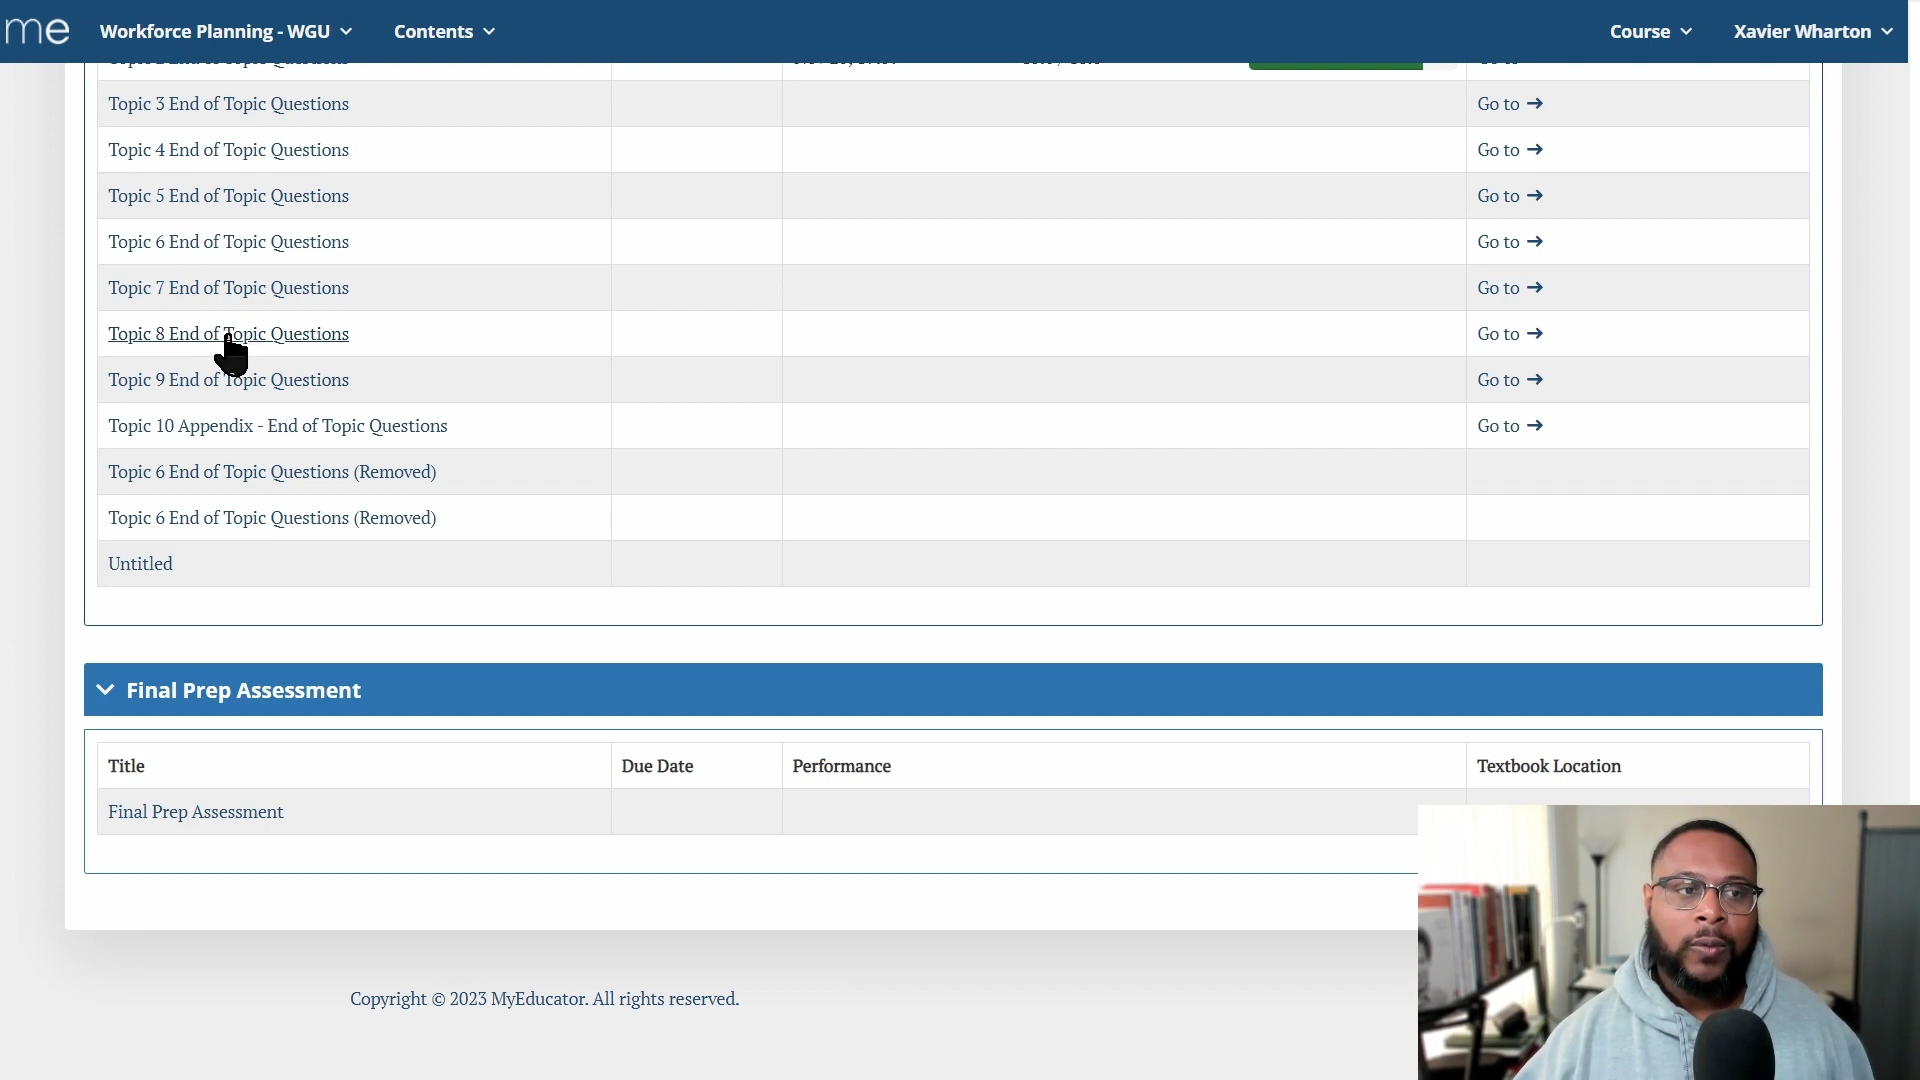 me Workforce Planning - WGU Contents Course Xavier Wharton
Topic 3 End of Topic Questions Go to →
Topic 4 End of Topic Questions Go to →
Topic 5 End of Topic Questions Go to →
Topic 6 End of Topic Questions Go to →
Topic 7 End of Topic Questions Go to →
Topic 8 End of Topic Questions Go to →
Topic 9 End of Topic Questions Go to →
Topic 10 Appendix - End of Topic Questions Go to →
Topic 6 End of Topic Questions (Removed)
Topic 6 End of Topic Questions (Removed)
Untitled
Final Prep Assessment
Title Due Date Performance Textbook Location
Final Prep Assessment
Copyright © 2023 MyEducator. All rights reserved.